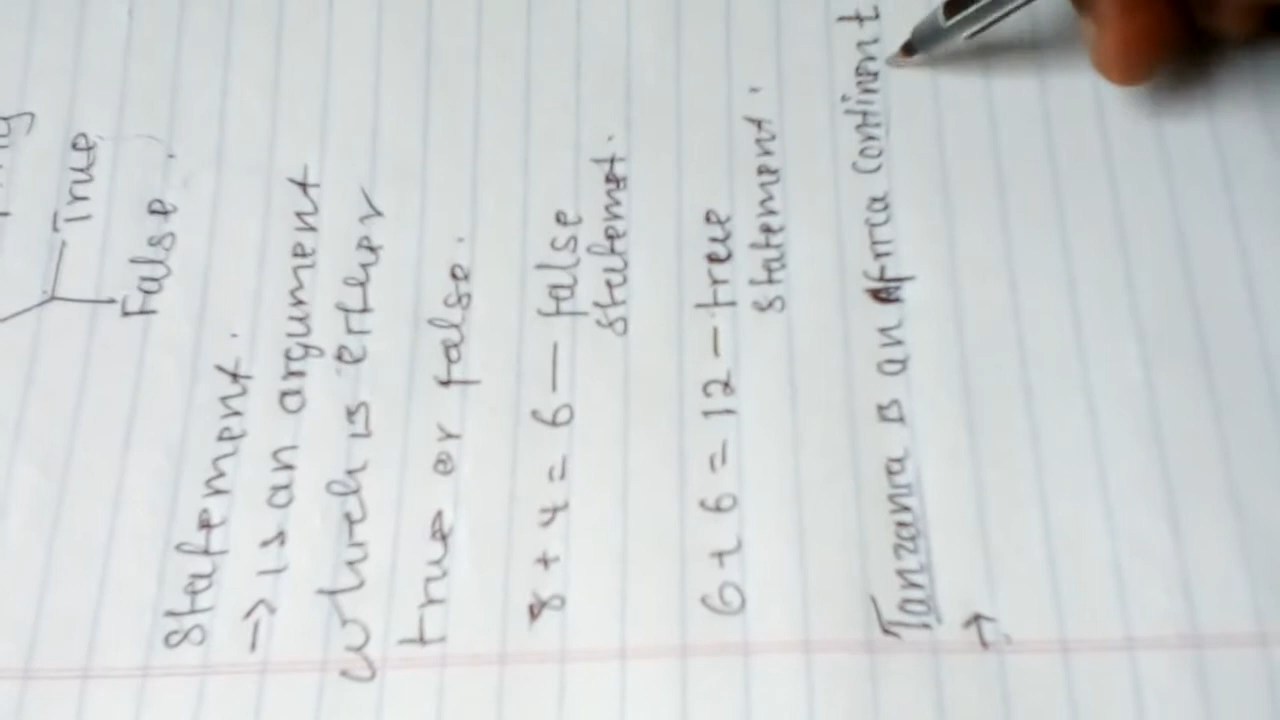 True
False.
Statement.
→ is an argument
which is either
true or false.
8 + 4 = 6 — false
statemnt.
6 + 6 = 12 - true
statement.
Tanzania is an Africa continent
→